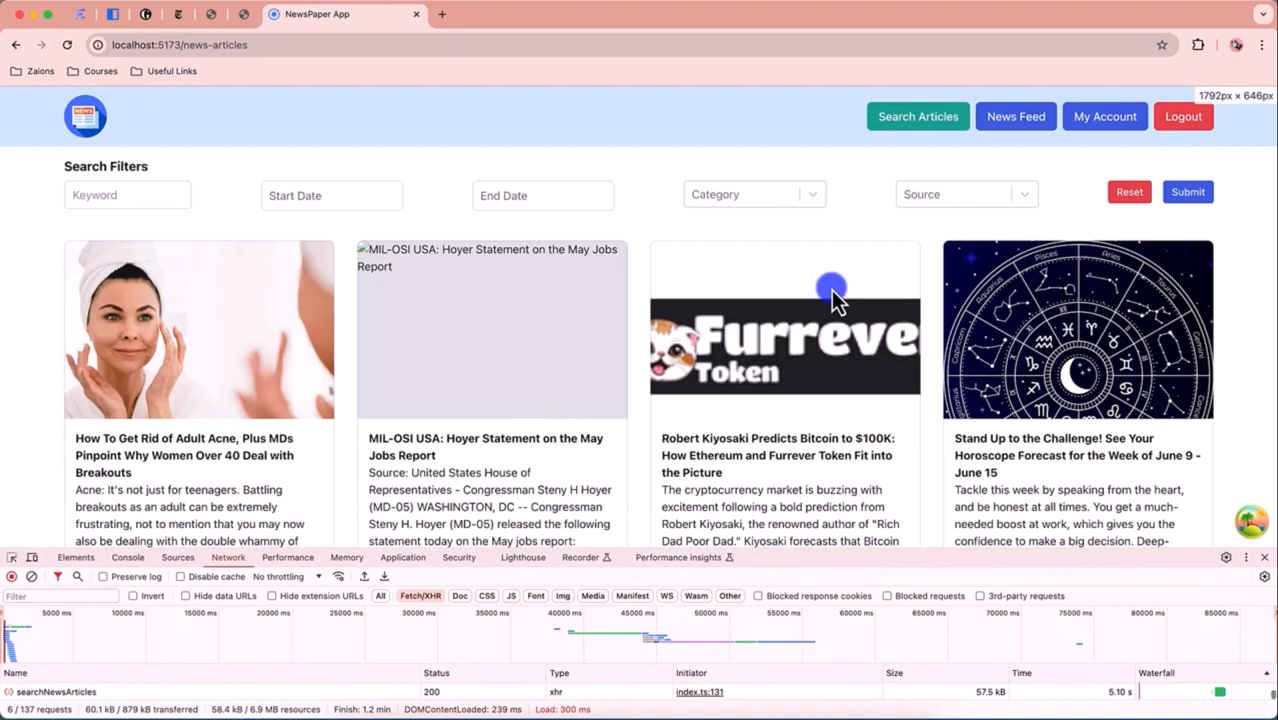 NewsPaper App
localhost:5173/news-articles
Zaions
Courses
Useful Links
1792px × 646px
NEWS
Search Articles
News Feed
My Account
Logout
Search Filters
Keyword
Start Date
End Date
Category
Source
Reset
Submit
MIL-OSI USA: Hoyer Statement on the May Jobs
Report
Furreve
Token
Pisces
Aries
Taurus
Gemini
Aquarius
Capricorn
How To Get Rid of Adult Acne, Plus MDs
Pinpoint Why Women Over 40 Deal with
Breakouts
Acne: It's not just for teenagers. Battling
breakouts as an adult can be extremely
frustrating, not to mention that you may now
also be dealing with the double whammy of
MIL-OSI USA: Hoyer Statement on the May
Jobs Report
Source: United States House of
Representatives - Congressman Steny H Hoyer
(MD-05) WASHINGTON, DC -- Congressman
Steny H. Hoyer (MD-05) released the following
statement today on the May jobs report:
Robert Kiyosaki Predicts Bitcoin to $100K:
How Ethereum and Furrever Token Fit into
the Picture
The cryptocurrency market is buzzing with
excitement following a bold prediction from
Robert Kiyosaki, the renowned author of "Rich
Dad Poor Dad." Kiyosaki forecasts that Bitcoin
Stand Up to the Challenge! See Your
Horoscope Forecast for the Week of June 9 -
June 15
Tackle this week by speaking from the heart,
and be honest at all times. You get a much-
needed boost at work, which gives you the
confidence to make a big decision. Deep-
Elements
Console
Sources
Network
Performance
Memory
Application
Security
Lighthouse
Recorder
Performance insights
Preserve log
Disable cache
No throttling
Filter
Invert
Hide data URLs
Hide extension URLs
All
Fetch/XHR
Doc
CSS
JS
Font
Img
Media
Manifest
WS
Wasm
Other
Blocked response cookies
Blocked requests
3rd-party requests
5000 ms
10000 ms
15000 ms
20000 ms
25000 ms
30000 ms
35000 ms
40000 ms
45000 ms
50000 ms
55000 ms
60000 ms
65000 ms
70000 ms
75000 ms
80000 ms
85000 ms
Name
Status
Type
Initiator
Size
Time
Waterfall
searchNewsArticles
200
xhr
index.ts:131
57.5 kB
5.10 s
6 / 137 requests
60.1 kB / 879 kB transferred
58.4 kB / 6.9 MB resources
Finish: 1.2 min
DOMContentLoaded: 239 ms
Load: 300 ms